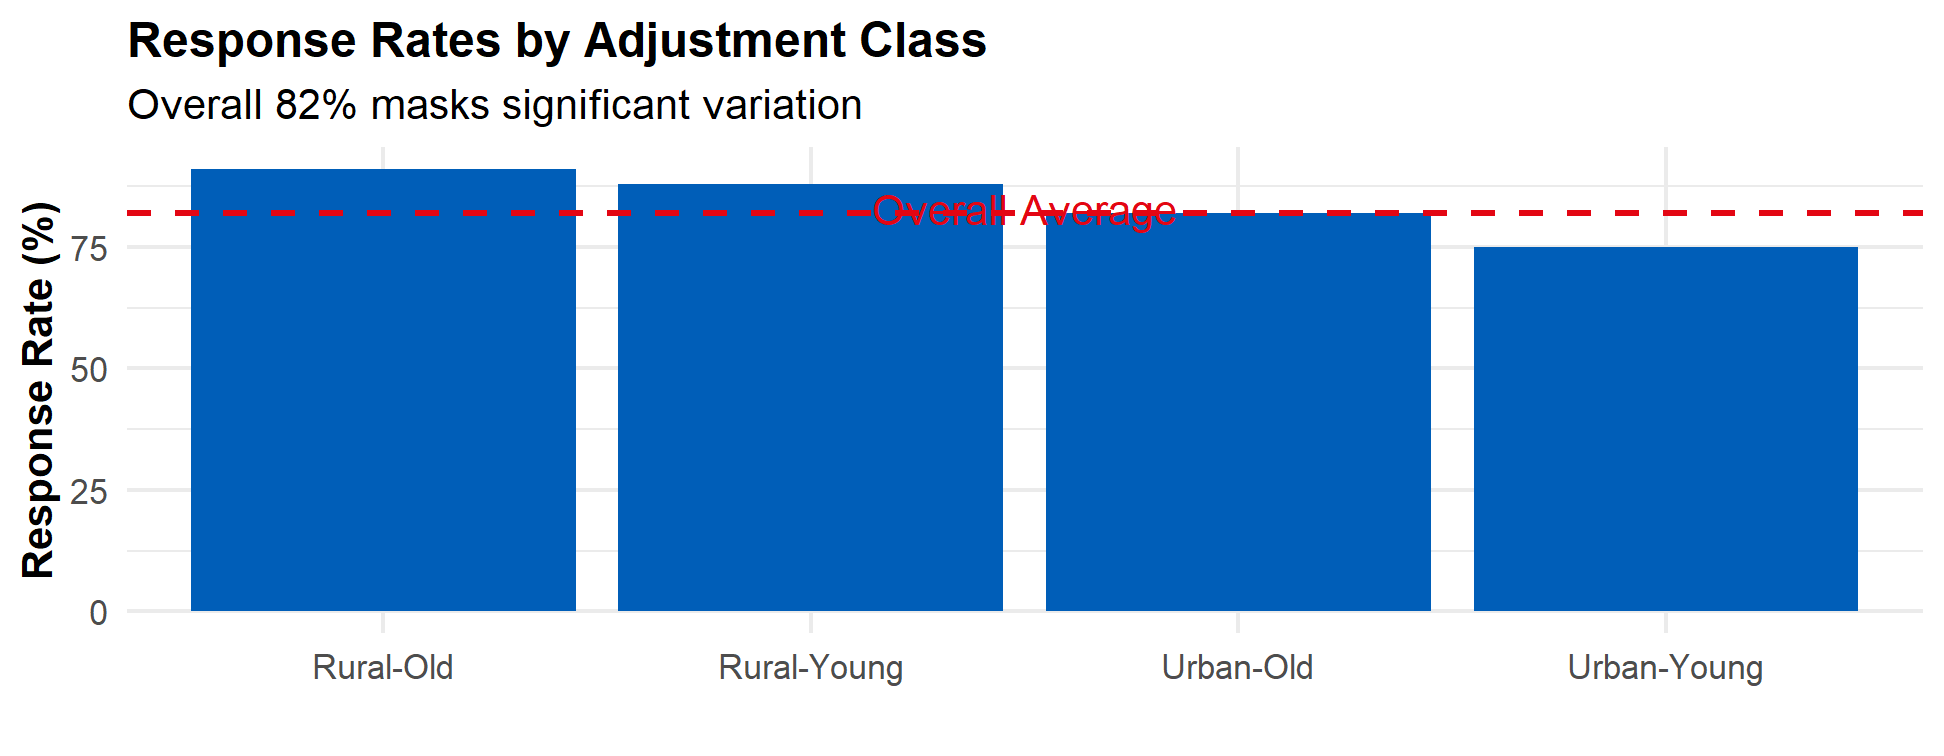 Response Rates by Adjustment Class
Overall 82% masks significant variation
Response Rate (%)
75
50
25
0
Overall Average
Rural-Old
Rural-Young
Urban-Old
Urban-Young